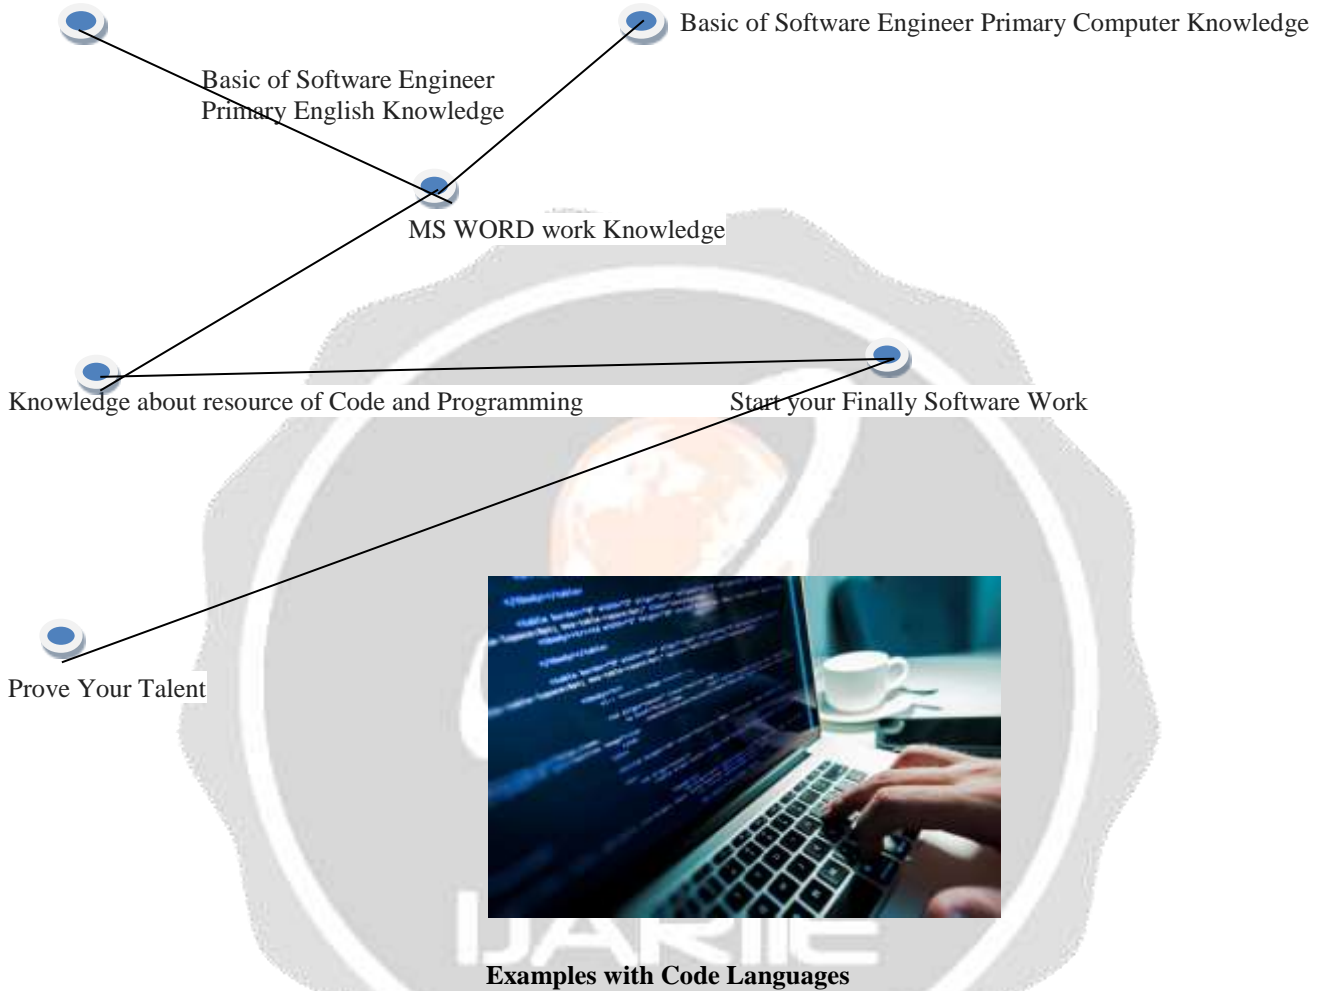 Basic of Software Engineer Primary Computer Knowledge
Basic of Software Engineer
Primary English Knowledge
MS WORD work Knowledge
Knowledge about resource of Code and Programming
Start your Finally Software Work
Prove Your Talent
IJARIIE
Examples with Code Languages